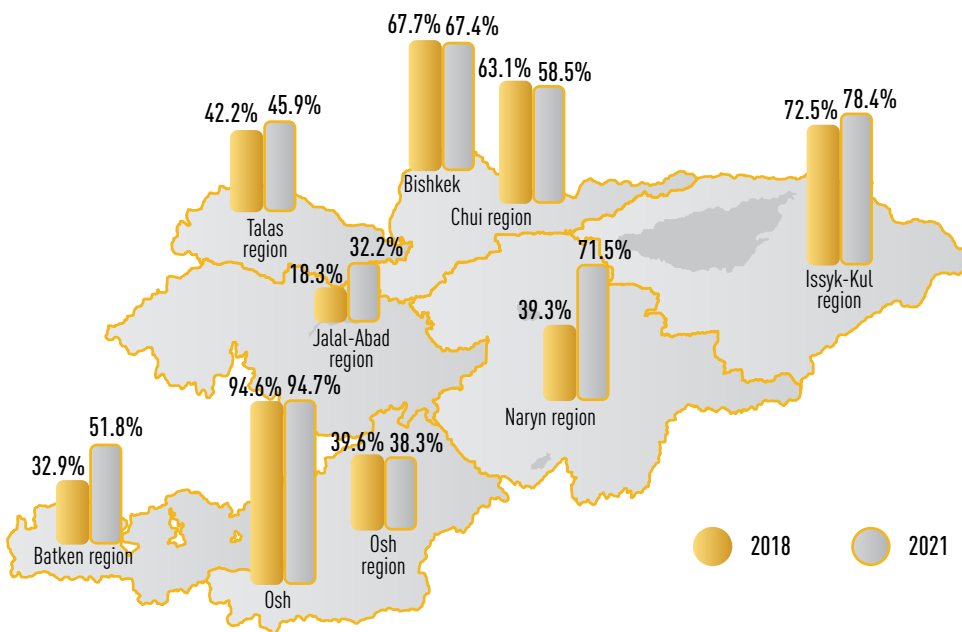 67.7% 67.4%
63.1% 58.5%
42.2% 45.9%
72.5% 78.4%
Bishkek
Chui region
Talas
region
71.5%
32.2%
18.3%
39.3%
Issyk-Kul
region
Jalal-Abad
region
94.6% 94.7%
Naryn region
51.8%
39.6% 38.3%
32.9%
Batken region
Osh
region
Osh
2018
2021